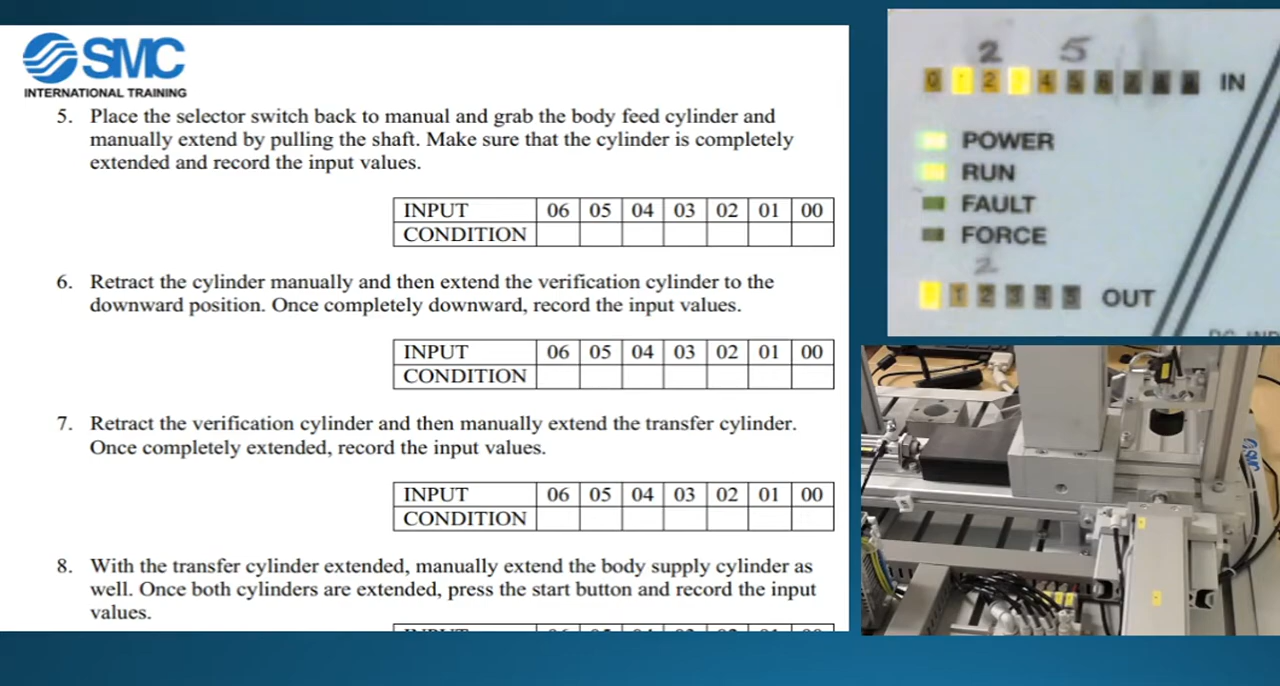 SMC
INTERNATIONAL TRAINING
5. Place the selector switch back to manual and grab the body feed cylinder and
manually extend by pulling the shaft. Make sure that the cylinder is completely
extended and record the input values.
INPUT 06 05 04 03 02 01 00
CONDITION
6. Retract the cylinder manually and then extend the verification cylinder to the
downward position. Once completely downward, record the input values.
INPUT 06 05 04 03 02 01 00
CONDITION
7. Retract the verification cylinder and then manually extend the transfer cylinder.
Once completely extended, record the input values.
INPUT 06 05 04 03 02 01 00
CONDITION
8. With the transfer cylinder extended, manually extend the body supply cylinder as
well. Once both cylinders are extended, press the start button and record the input
values.
2 5
0 1 2 3 4 5 6 7 IN
POWER
RUN
FAULT
FORCE
2
1 2 3 4 5 OUT